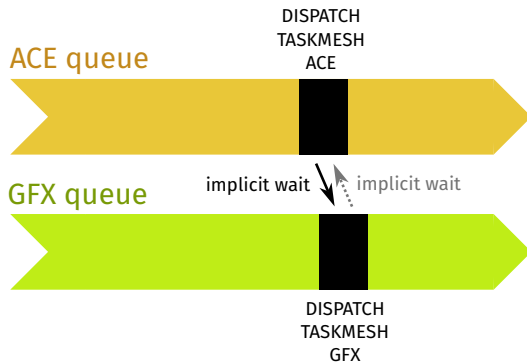 DISPATCH
TASKMESH
ACE
ACE queue
implicit wait
implicit wait
GFX queue
DISPATCH
TASKMESH
GFX